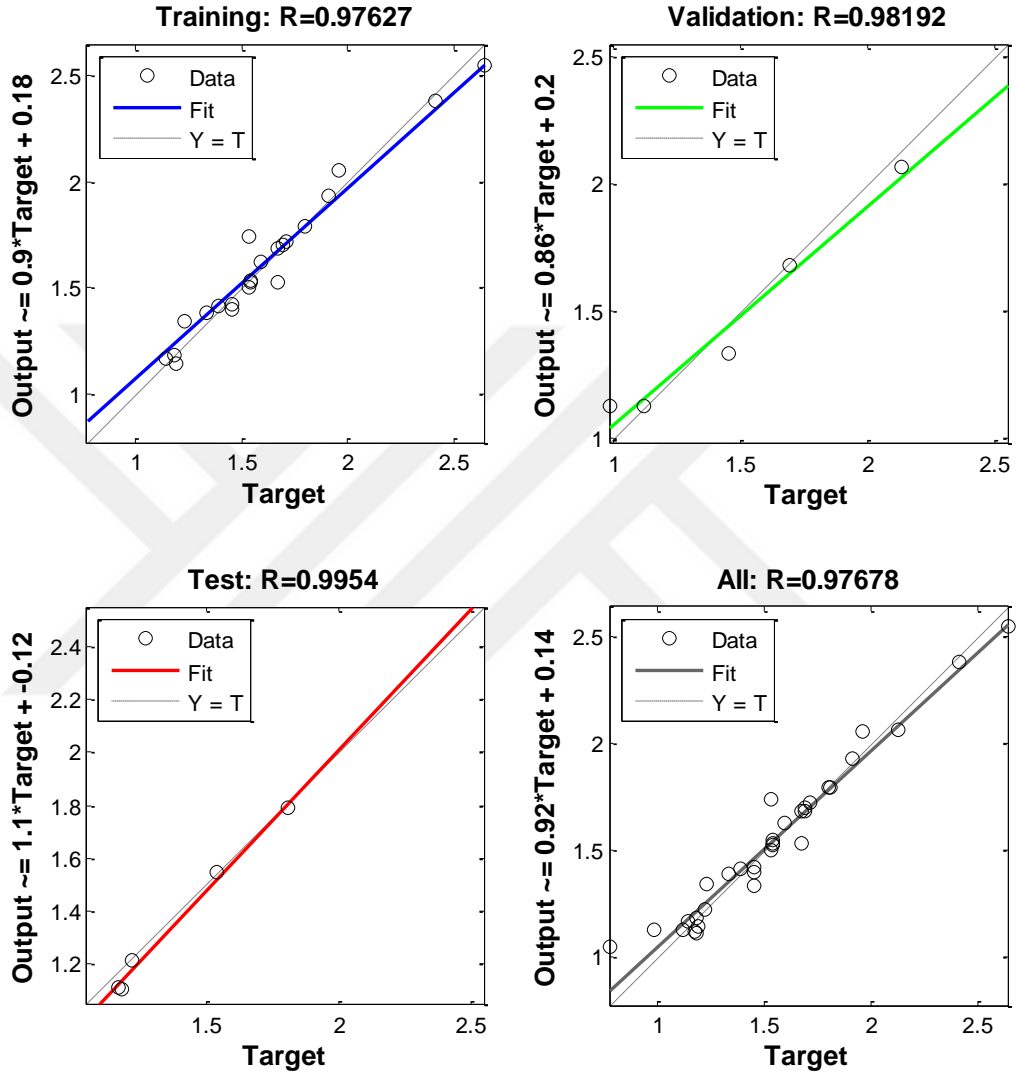 Training: R=0.97627
Output ~= 0.9*Target + 0.18
Data
Fit
Y = T
2.5
2
1.5
1
1
1.5
2
2.5
Target
Validation: R=0.98192
Output ~= 0.86*Target + 0.2
Data
Fit
Y = T
2.5
2
1.5
1
1
1.5
2
2.5
Target
Test: R=0.9954
Output ~= 1.1*Target + -0.12
Data
Fit
Y = T
2.4
2.2
2
1.8
1.6
1.4
1.2
1.5
2
2.5
Target
All: R=0.97678
Output ~= 0.92*Target + 0.14
Data
Fit
Y = T
2.5
2
1.5
1
1
1.5
2
2.5
Target